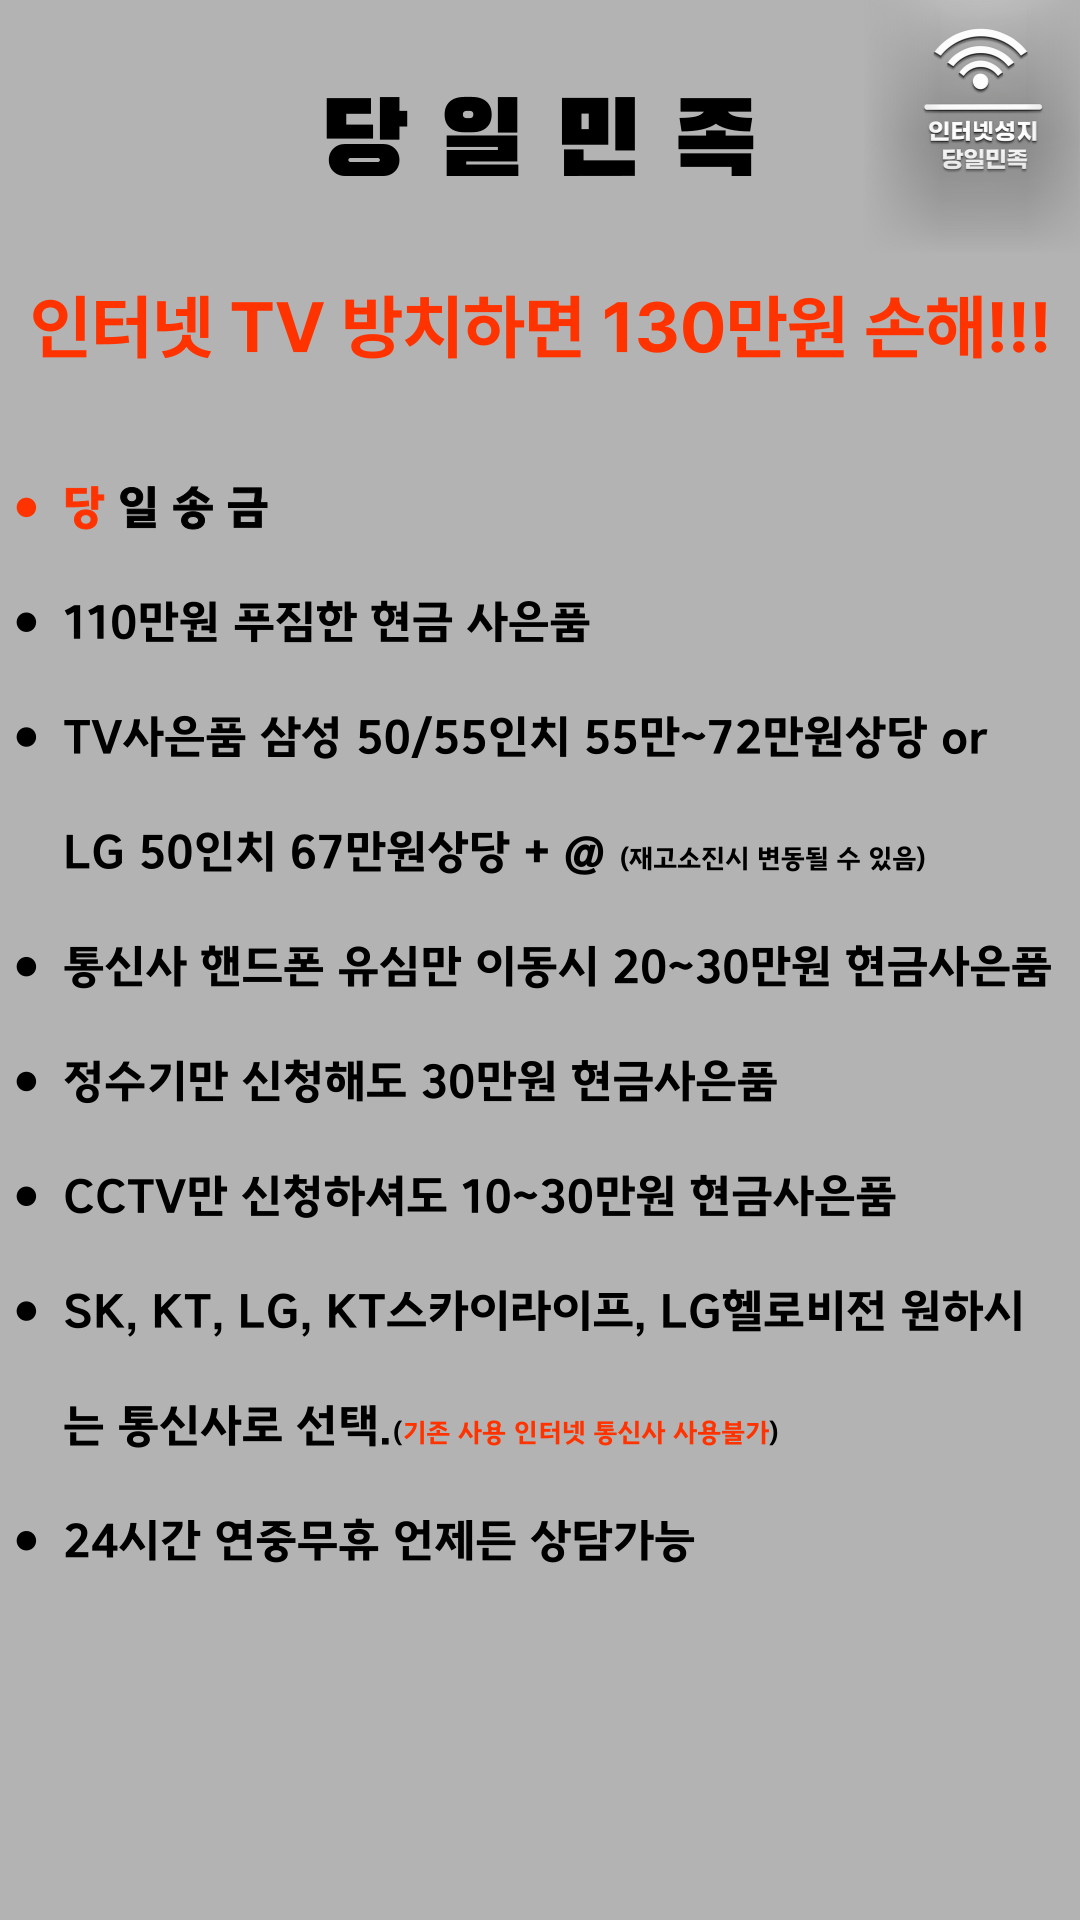 당일민족
인터넷성지
당일민족
인터넷 TV 방치하면 130만원 손해!!!
• 당일송금
• 110만원 푸짐한 현금 사은품
• TV사은품 삼성 50/55인치 55만~72만원상당 or
LG 50인치 67만원상당 + @ (재고소진시 변동될 수 있음)
• 통신사 핸드폰 유심만 이동시 20~30만원 현금사은품
• 정수기만 신청해도 30만원 현금사은품
• CCTV만 신청하셔도 10~30만원 현금사은품
• SK, KT, LG, KT스카이라이프, LG헬로비전 원하시
는 통신사로 선택.(기존 사용 인터넷 통신사 사용불가)
• 24시간 연중무휴 언제든 상담가능